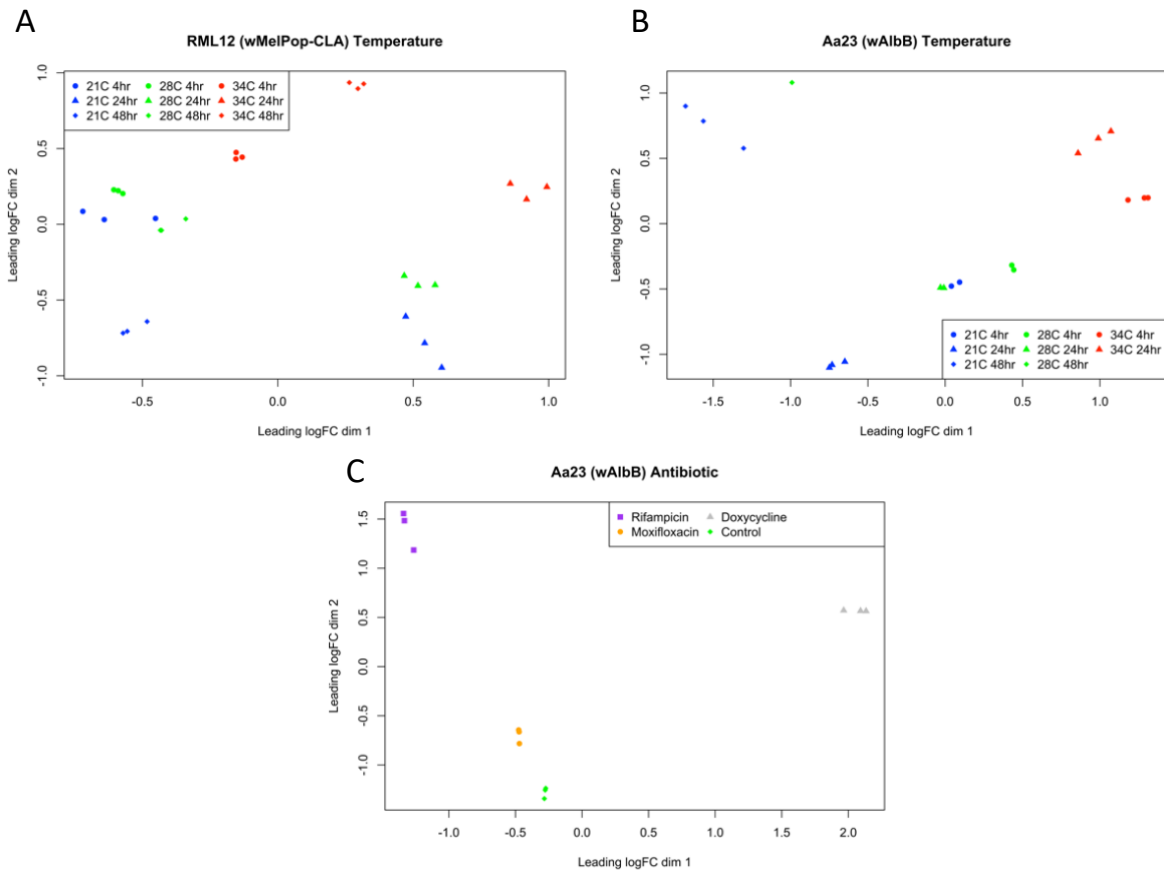 A
RML12 (wMelPop-CLA) Temperature
21C 4hr 28C 4hr 34C 4hr
21C 24hr 28C 24hr 34C 24hr
21C 48hr 28C 48hr 34C 48hr
1.0
0.5
0.0
-0.5
-1.0
Leading logFC dim 2
-0.5 0.0 0.5 1.0
Leading logFC dim 1
B
Aa23 (wAlbB) Temperature
1.0
0.5
0.0
-0.5
-1.0
Leading logFC dim 2
21C 4hr 28C 4hr 34C 4hr
21C 24hr 28C 24hr 34C 24hr
21C 48hr 28C 48hr
-1.5 -1.0 -0.5 0.0 0.5 1.0
Leading logFC dim 1
C
Aa23 (wAlbB) Antibiotic
Rifampicin Doxycycline
Moxifloxacin Control
1.5
1.0
0.5
0.0
-0.5
-1.0
Leading logFC dim 2
-1.0 -0.5 0.0 0.5 1.0 1.5 2.0
Leading logFC dim 1